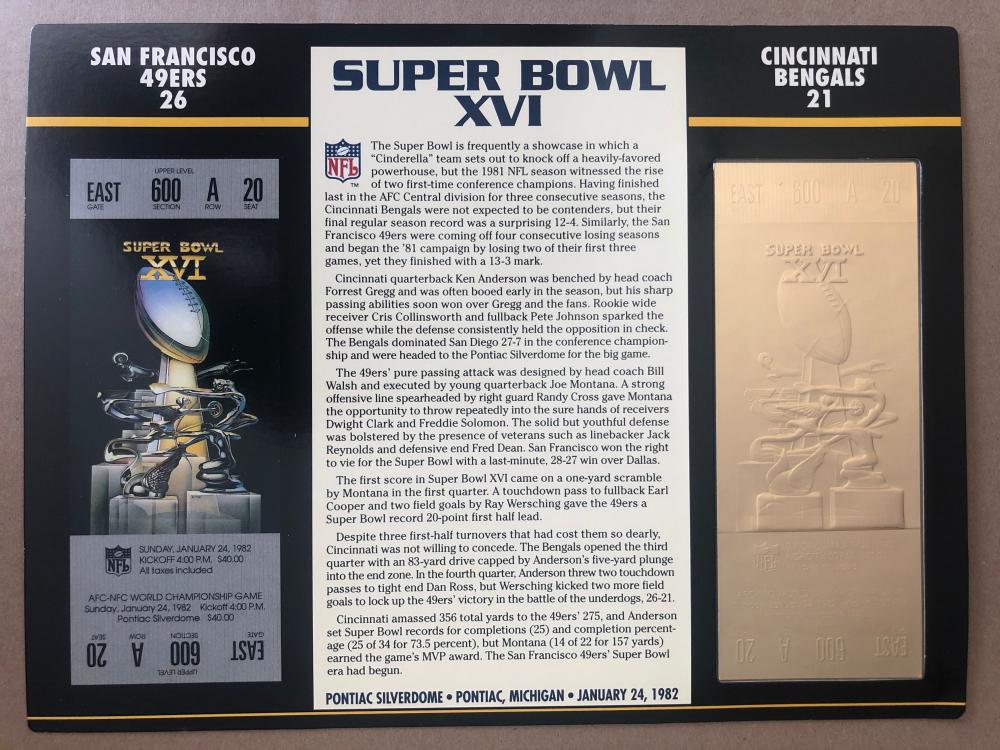 SAN FRANCISCO
49ERS
26
UPPER LEVEL
EAST 600 A 20
GATE SECTION ROW SEAT
SUPER BOWL
XVI
NFL
SUNDAY, JANUARY 24, 1982
KICKOFF 4:00 P.M. $40.00
All taxes included
AFC-NFC WORLD CHAMPIONSHIP GAME
Sunday, January 24, 1982 Kickoff 4:00 P.M.
Pontiac Silverdome $40.00
EAST 600 A 20
GATE SECTION ROW SEAT
UPPER LEVEL
SUPER BOWL
XVI
NFL
TM
The Super Bowl is frequently a showcase in which a
"Cinderella" team sets out to knock off a heavily-favored
powerhouse, but the 1981 NFL season witnessed the rise
of two first-time conference champions. Having finished
last in the AFC Central division for three consecutive seasons, the
Cincinnati Bengals were not expected to be contenders, but their
final regular season record was a surprising 12-4. Similarly, the San
Francisco 49ers were coming off four consecutive losing seasons
and began the '81 campaign by losing two of their first three
games, yet they finished with a 13-3 mark.
Cincinnati quarterback Ken Anderson was benched by head coach
Forrest Gregg and was often booed early in the season, but his sharp
passing abilities soon won over Gregg and the fans. Rookie wide
receiver Cris Collinsworth and fullback Pete Johnson sparked the
offense while the defense consistently held the opposition in check.
The Bengals dominated San Diego 27-7 in the conference champion-
ship and were headed to the Pontiac Silverdome for the big game.
The 49ers' pure passing attack was designed by head coach Bill
Walsh and executed by young quarterback Joe Montana. A strong
offensive line spearheaded by right guard Randy Cross gave Montana
the opportunity to throw repeatedly into the sure hands of receivers
Dwight Clark and Freddie Solomon. The solid but youthful defense
was bolstered by the presence of veterans such as linebacker Jack
Reynolds and defensive end Fred Dean. San Francisco won the right
to vie for the Super Bowl with a last-minute, 28-27 win over Dallas.
The first score in Super Bowl XVI came on a one-yard scramble
by Montana in the first quarter. A touchdown pass to fullback Earl
Cooper and two field goals by Ray Wersching gave the 49ers a
Super Bowl record 20-point first half lead.
Despite three first-half turnovers that had cost them so dearly,
Cincinnati was not willing to concede. The Bengals opened the third
quarter with an 83-yard drive capped by Anderson's five-yard plunge
into the end zone. In the fourth quarter, Anderson threw two touchdown
passes to tight end Dan Ross, but Wersching kicked two more field
goals to lock up the 49ers' victory in the battle of the underdogs, 26-21.
Cincinnati amassed 356 total yards to the 49ers' 275, and Anderson
set Super Bowl records for completions (25) and completion percent-
age (25 of 34 for 73.5 percent), but Montana (14 of 22 for 157 yards)
earned the game's MVP award. The San Francisco 49ers' Super Bowl
era had begun.
PONTIAC SILVERDOME • PONTIAC, MICHIGAN • JANUARY 24, 1982
CINCINNATI
BENGALS
21
EAST 600 A 20
SUPER BOWL
XVI
NFL
EAST 600 A 20